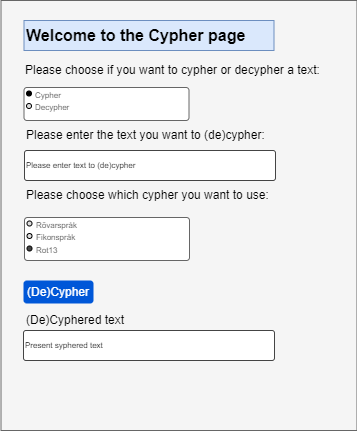 Welcome to the Cypher page
Please choose if you want to cypher or decypher a text:
Cypher
Decypher
Please enter the text you want to (de)cypher:
Please enter text to (de)cypher
Please choose which cypher you want to use:
Rövarspråk
Fikonspråk
Rot13
(De)Cypher
(De)Cyphered text
Present syphered text